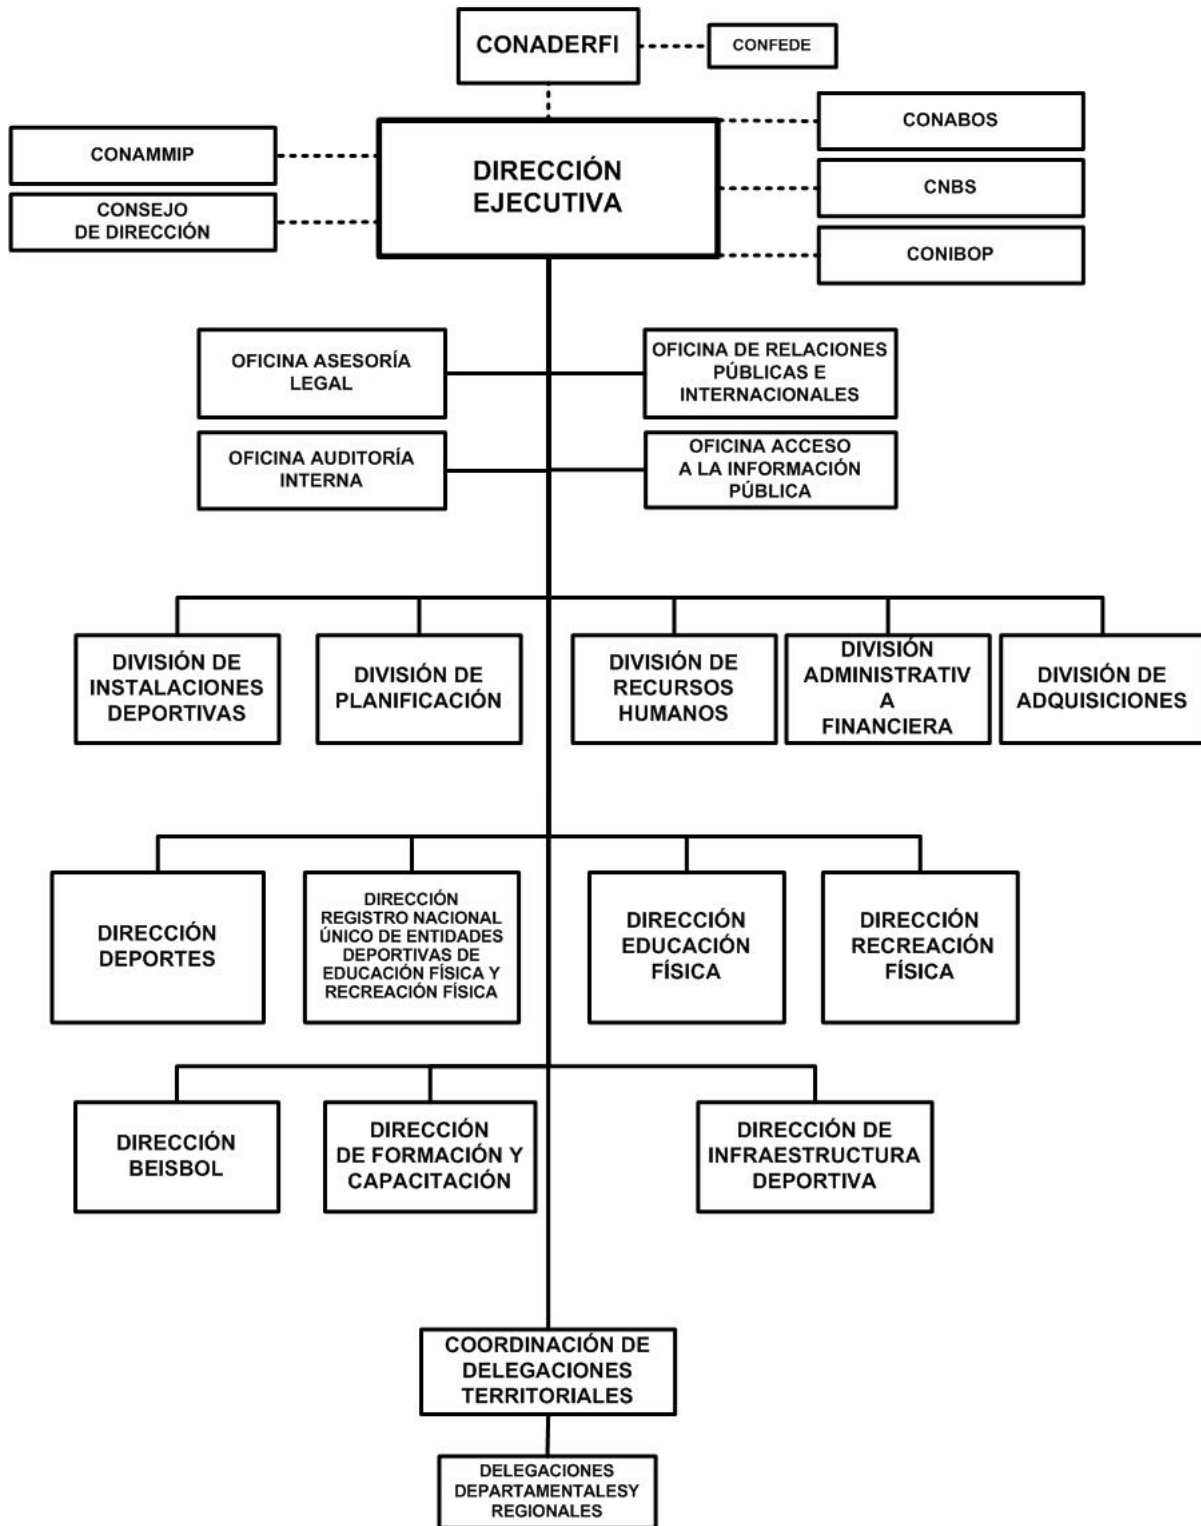 CONADERFI
CONFEDE
CONAMMIP
CONSEJO
DE DIRECCIÓN
DIRECCIÓN
EJECUTIVA
CONABOS
CNBS
CONIBOP
OFICINA ASESORÍA
LEGAL
OFICINA DE RELACIONES
PÚBLICAS E
INTERNACIONALES
OFICINA AUDITORÍA
INTERNA
OFICINA ACCESO
A LA INFORMACIÓN
PÚBLICA
DIVISIÓN DE
INSTALACIONES
DEPORTIVAS
DIVISIÓN DE
PLANIFICACIÓN
DIVISIÓN DE
RECURSOS
HUMANOS
DIVISIÓN
ADMINISTRATIV
A
FINANCIERA
DIVISIÓN DE
ADQUISICIONES
DIRECCIÓN
DEPORTES
DIRECCIÓN
REGISTRO NACIONAL
ÚNICO DE ENTIDADES
DEPORTIVAS DE
EDUCACIÓN FÍSICA Y
RECREACIÓN FÍSICA
DIRECCIÓN
EDUCACIÓN
FÍSICA
DIRECCIÓN
RECREACIÓN
FÍSICA
DIRECCIÓN
BEISBOL
DIRECCIÓN
DE FORMACIÓN Y
CAPACITACIÓN
DIRECCIÓN DE
INFRAESTRUCTURA
DEPORTIVA
COORDINACIÓN DE
DELEGACIONES
TERRITORIALES
DELEGACIONES
DEPARTAMENTALESY
REGIONALES